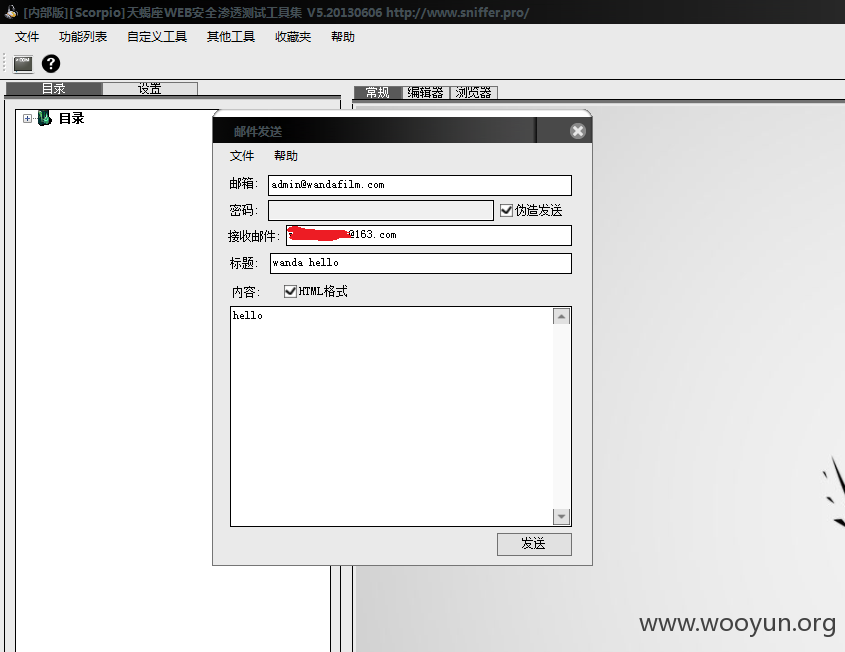 [内部版][Scorpio]天蝎座WEB安全渗透测试工具集 V5.20130606 http://www.sniffer.pro/
文件 功能列表 自定义工具 其他工具 收藏夹 帮助
目录 设置
常规 编辑器 浏览器
目录
邮件发送
文件 帮助
邮箱: admin@wandafilm.com
密码: 伪造发送
接收邮件: @163.com
标题: wanda hello
内容: HTML格式
hello
发送
www.wooyun.org